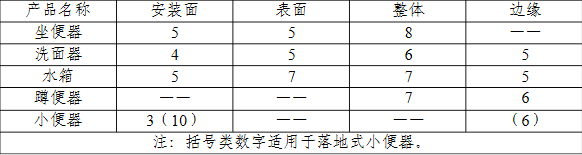 产品名称 安装面 表面 整体 边缘
坐便器 5 5 8 ——
洗面器 4 5 6 5
水箱 5 7 7 5
蹲便器 —— —— 7 6
小便器 3（10） —— —— （6）
注：括号类数字适用于落地式小便器。